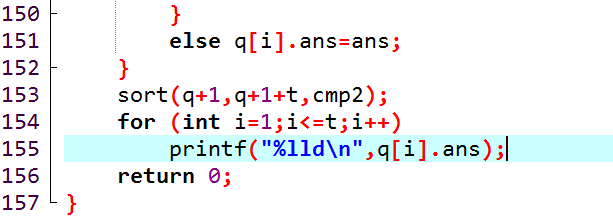 150 }
151 else q[i].ans=ans;
152 }
153 sort(q+1,q+1+t,cmp2);
154 for (int i=1;i<=t;i++)
155 printf("%lld\n",q[i].ans);
156 return 0;
157 }